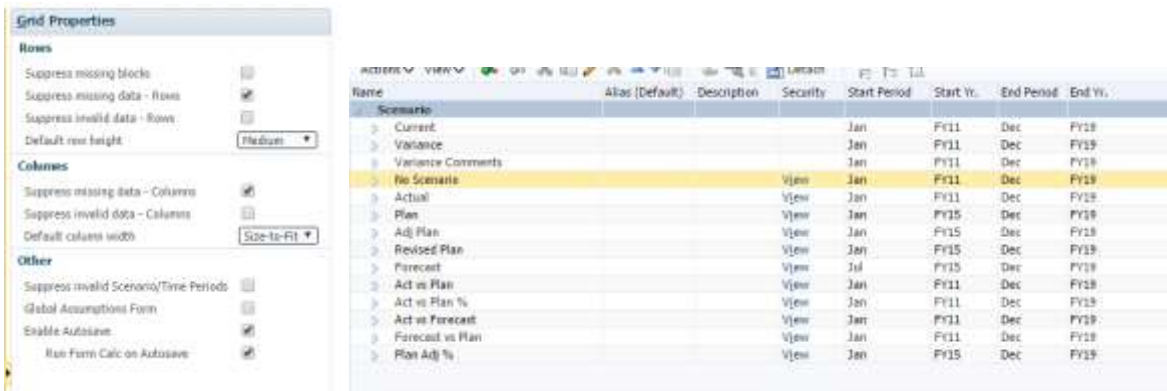 Grid Properties
Rows
Suppress missing blocks
Suppress missing data - Rows
Suppress invalid data - Rows
Default row height Medium
Columns
Suppress missing data - Columns
Suppress invalid data - Columns
Default column width Size-to-Fit
Other
Suppress invalid Scenario/Time Periods
Global Assumptions Form
Enable Autosave
Run Form Calc on Autosave
Actions View Detach
Name Alias (Default) Description Security Start Period Start Yr. End Period End Yr.
Scenario
Current Jan FY11 Dec FY19
Variance Jan FY11 Dec FY19
Variance Comments Jan FY11 Dec FY19
No Scenario View Jan FY11 Dec FY19
Actual View Jan FY11 Dec FY19
Plan View Jan FY15 Dec FY19
Adj Plan View Jan FY15 Dec FY19
Revised Plan View Jan FY15 Dec FY19
Forecast View Jul FY15 Dec FY19
Act vs Plan View Jan FY11 Dec FY19
Act vs Plan % View Jan FY11 Dec FY19
Act vs Forecast View Jan FY11 Dec FY19
Forecast vs Plan View Jan FY11 Dec FY19
Plan Adj % View Jan FY15 Dec FY19